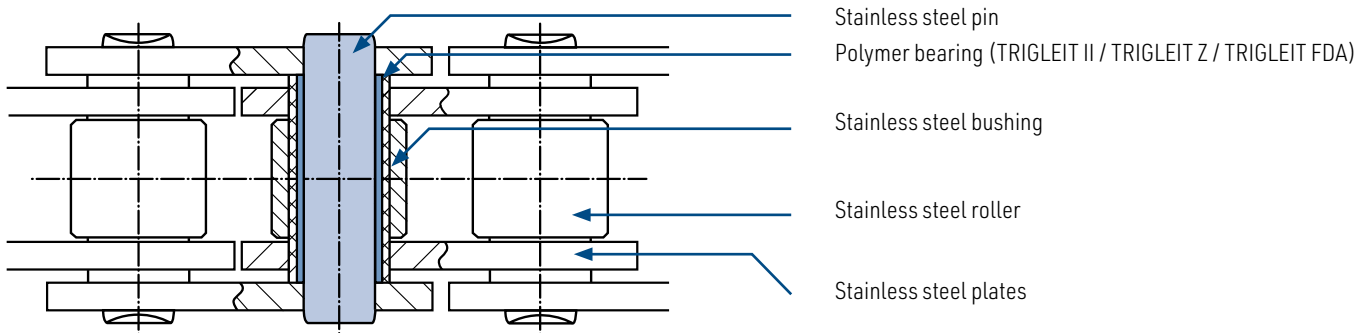 Stainless steel pin
Polymer bearing (TRIGLEIT II / TRIGLEIT Z / TRIGLEIT FDA)
Stainless steel bushing
Stainless steel roller
Stainless steel plates